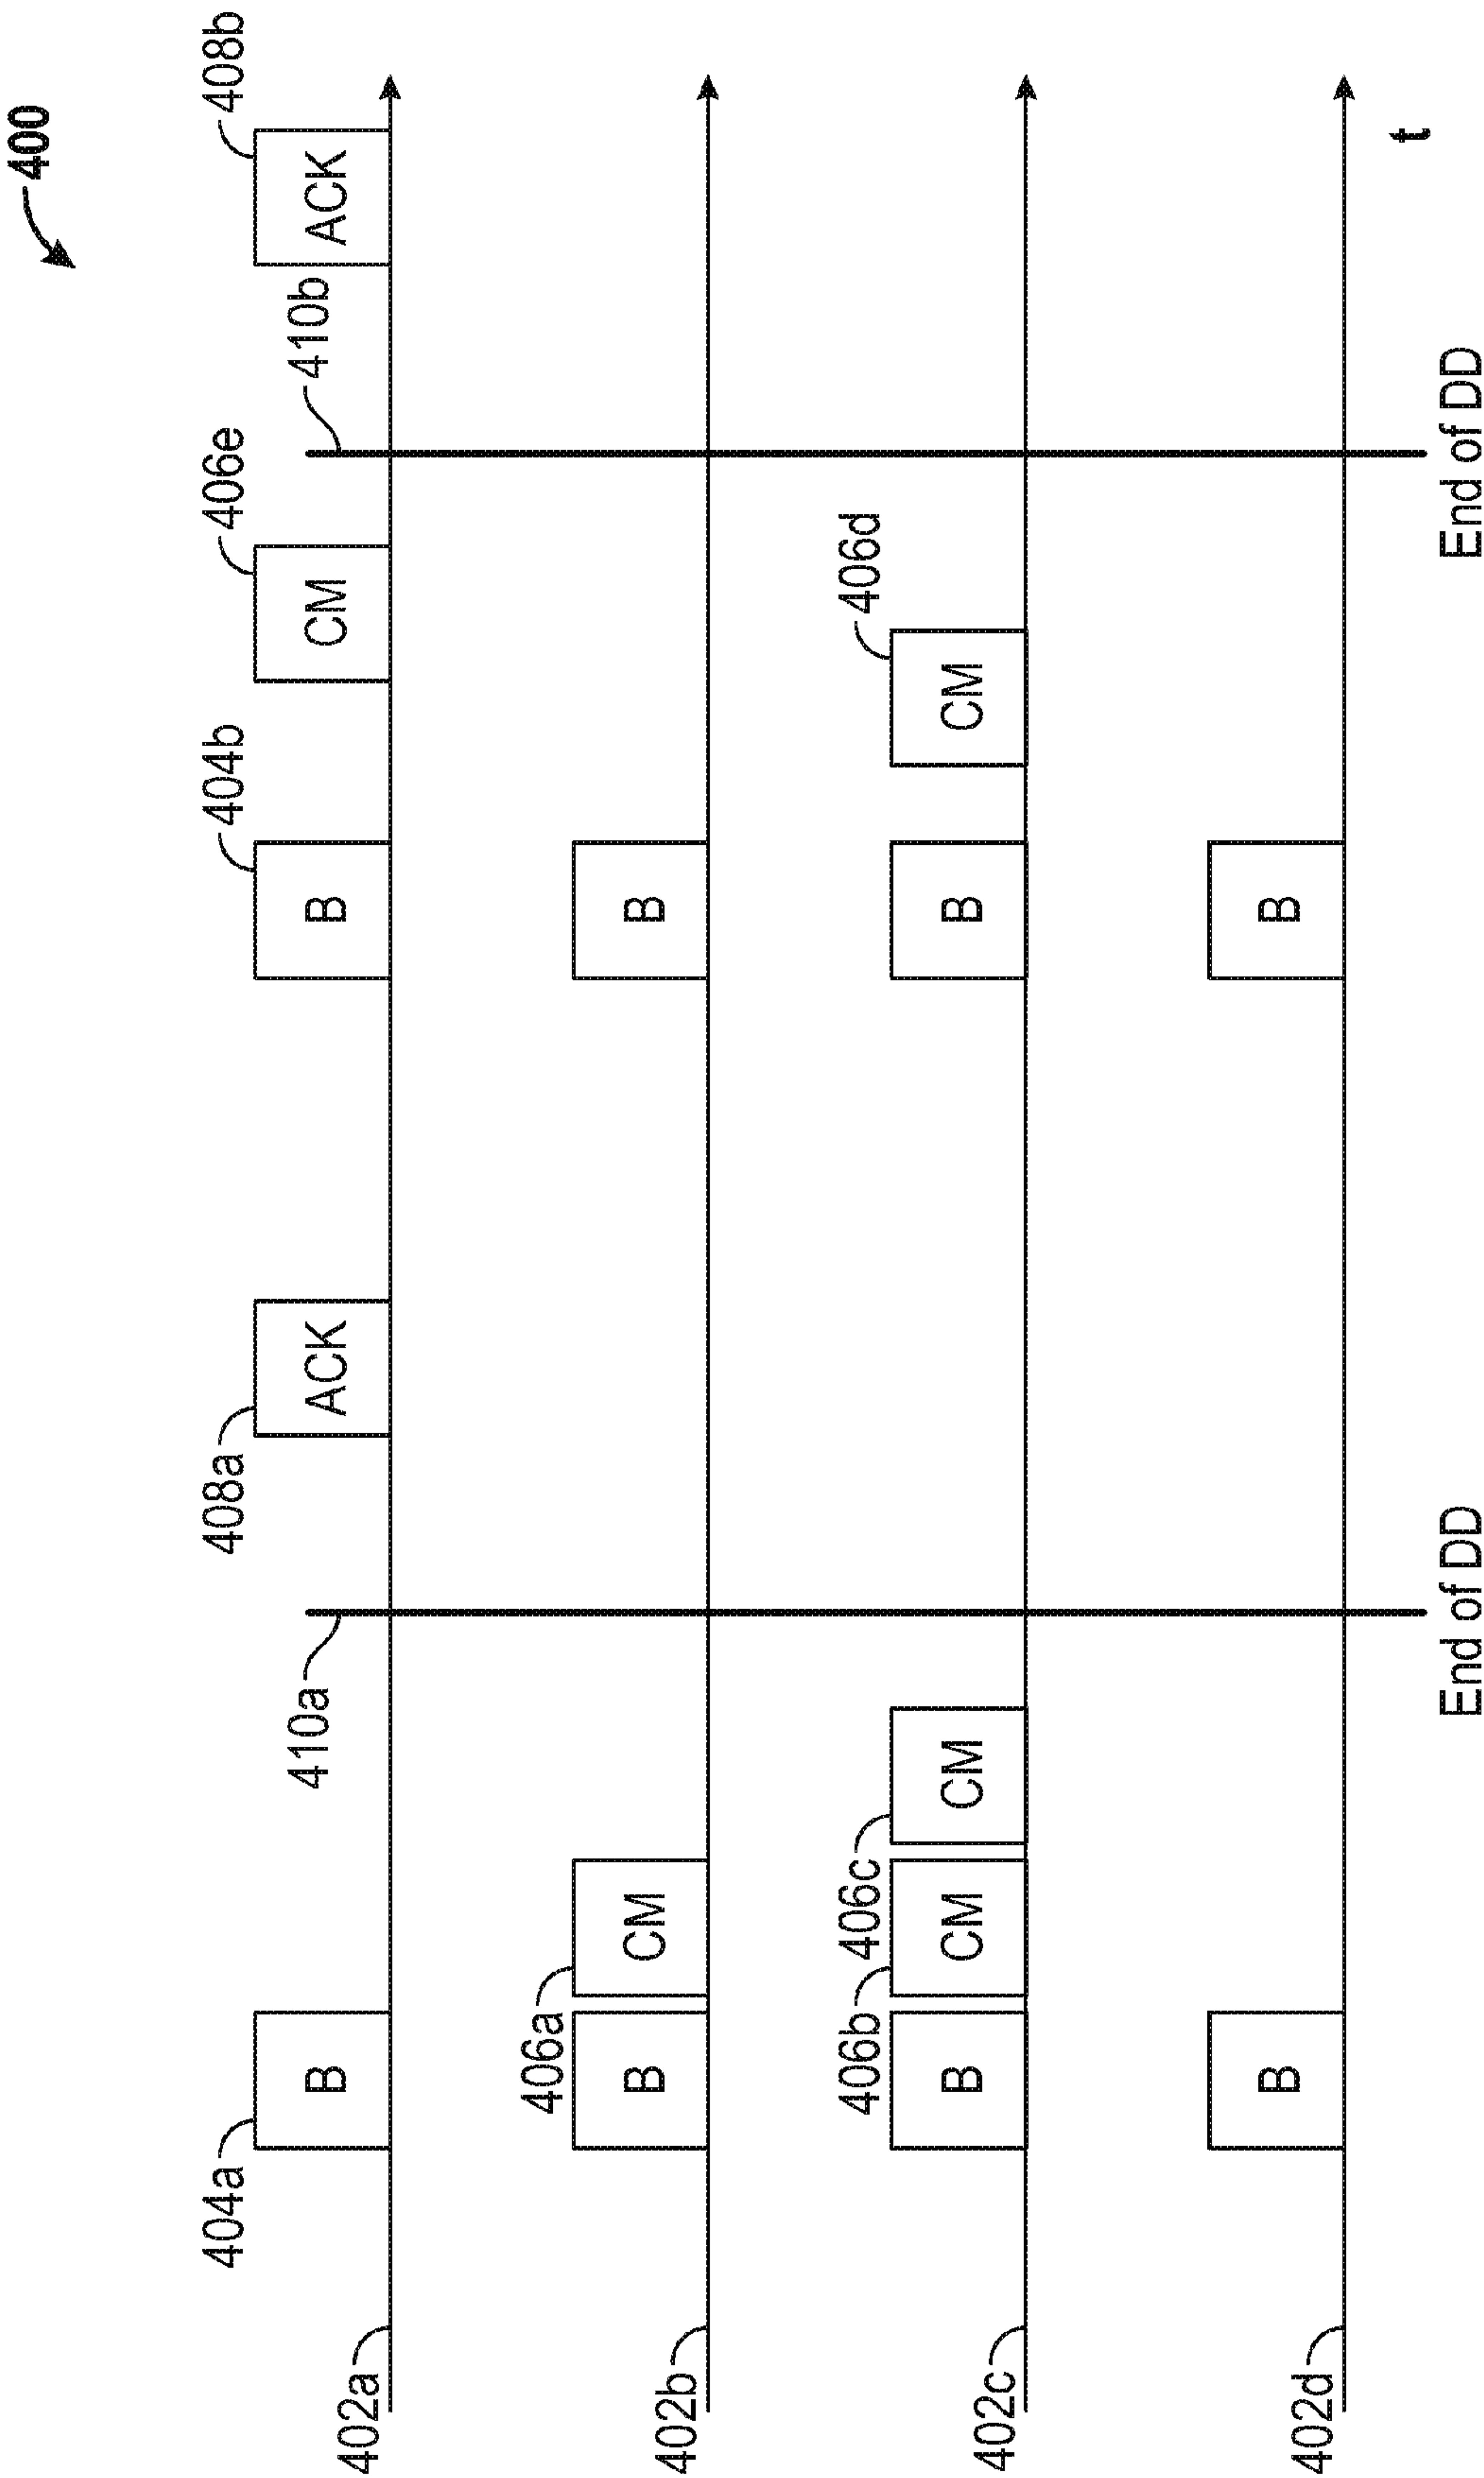 400
404a 408a 404b 406e 408b
410a 410b
B ACK B CM ACK
402a
406a
B CM B
402b
406b 406c 406d
B CM CM B CM
402c
B B
402d
t
End of DD End of DD